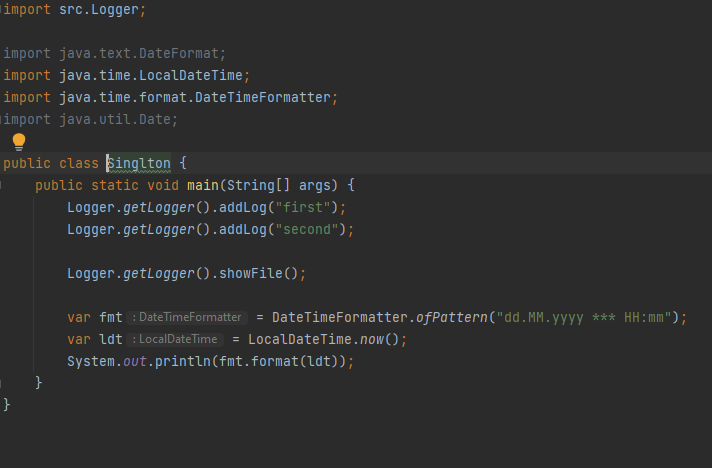 import src.Logger;
import java.text.DateFormat;
import java.time.LocalDateTime;
import java.time.format.DateTimeFormatter;
import java.util.Date;
public class Singlton {
public static void main(String[] args) {
Logger.getLogger().addLog("first");
Logger.getLogger().addLog("second");
Logger.getLogger().showFile();
var fmt : DateTimeFormatter = DateTimeFormatter.ofPattern("dd.MM.yyyy *** HH:mm");
var ldt : LocalDateTime = LocalDateTime.now();
System.out.println(fmt.format(ldt));
}
}